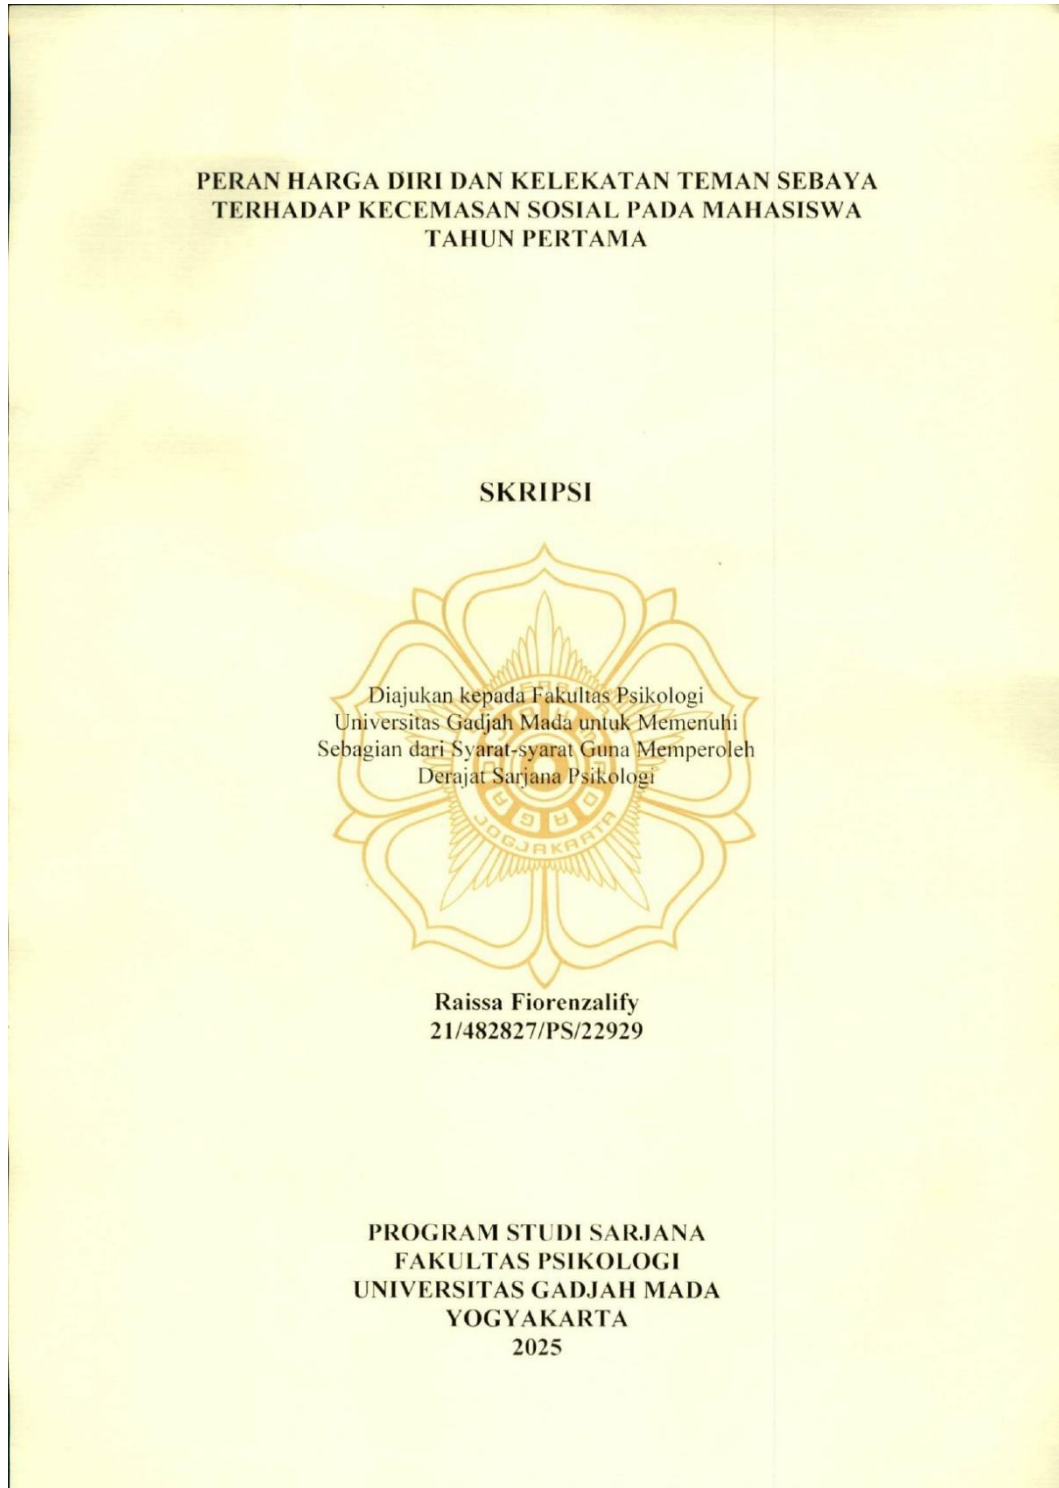 PERAN HARGA DIRI DAN KELEKATAN TEMAN SEBAYA
TERHADAP KECEMASAN SOSIAL PADA MAHASISWA
TAHUN PERTAMA
SKRIPSI
Diajukan kepada Fakultas Psikologi
Universitas Gadjah Mada untuk Memenuhi
Sebagian dari Syarat-syarat Guna Memperoleh
Derajat Sarjana Psikologi
JOGJAKARTA
Raissa Fiorenzalify
21/482827/PS/22929
PROGRAM STUDI SARJANA
FAKULTAS PSIKOLOGI
UNIVERSITAS GADJAH MADA
YOGYAKARTA
2025